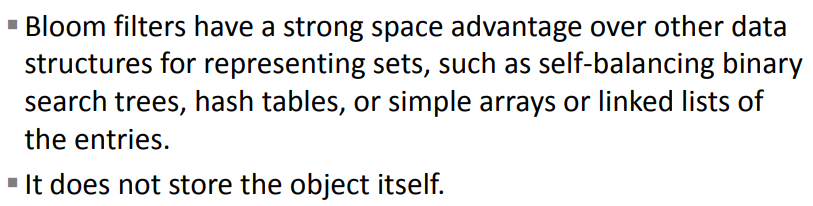 ▪ Bloom filters have a strong space advantage over other data
structures for representing sets, such as self-balancing binary
search trees, hash tables, or simple arrays or linked lists of
the entries.
▪ It does not store the object itself.